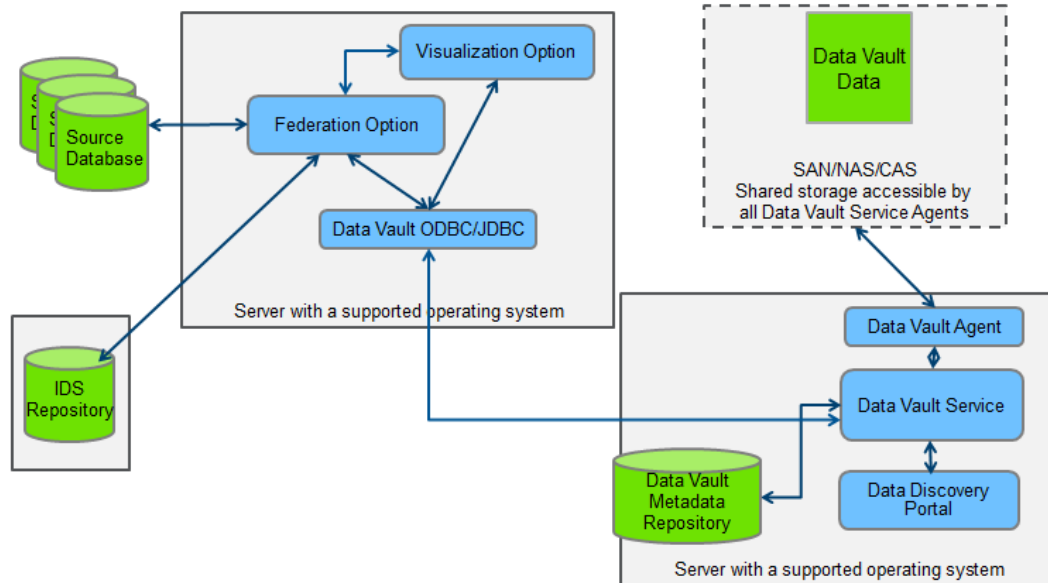 Visualization Option
Federation Option
Source
Database
Data Vault ODBC/JDBC
Server with a supported operating system
IDS
Repository
Data Vault
Data
SAN/NAS/CAS
Shared storage accessible by
all Data Vault Service Agents
Data Vault Agent
Data Vault Service
Data Discovery
Portal
Data Vault
Metadata
Repository
Server with a supported operating system